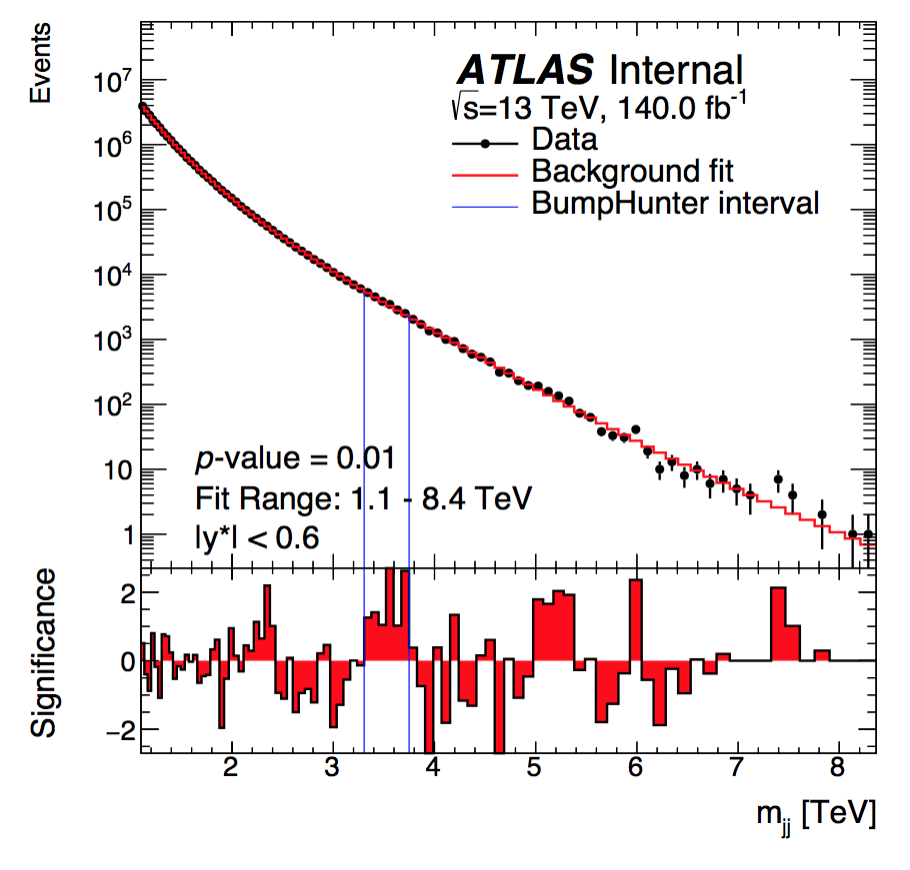 Events
10⁷
10⁶
10⁵
10⁴
10³
10²
10
1
ATLAS Internal
√s=13 TeV, 140.0 fb⁻¹
Data
Background fit
BumpHunter interval
p-value = 0.01
Fit Range: 1.1 - 8.4 TeV
|y*| < 0.6
Significance
2
0
−2
2 3 4 5 6 7 8
m_jj [TeV]